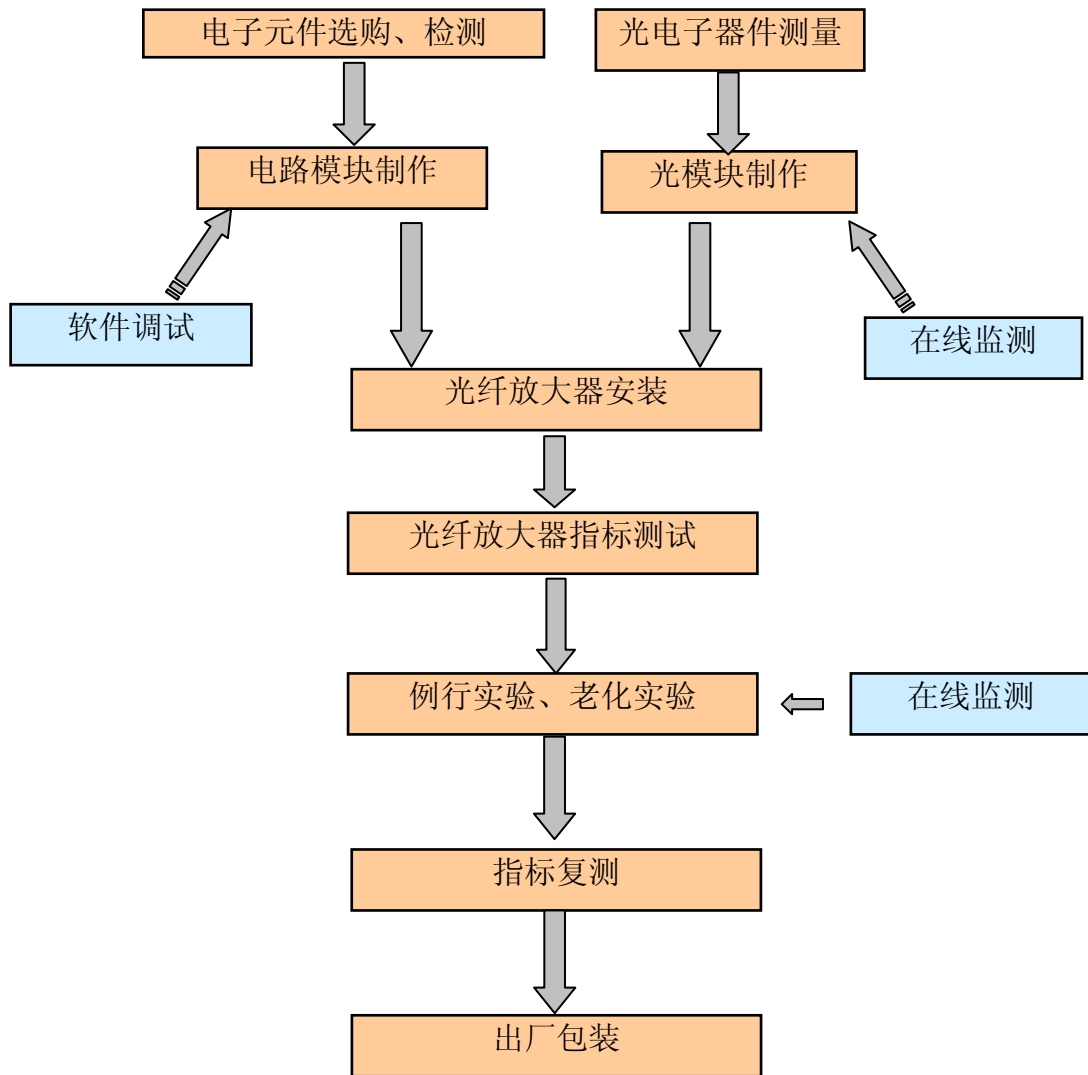 电子元件选购、检测
光电子器件测量
电路模块制作
光模块制作
软件调试
在线监测
光纤放大器安装
光纤放大器指标测试
例行实验、老化实验
在线监测
指标复测
出厂包装